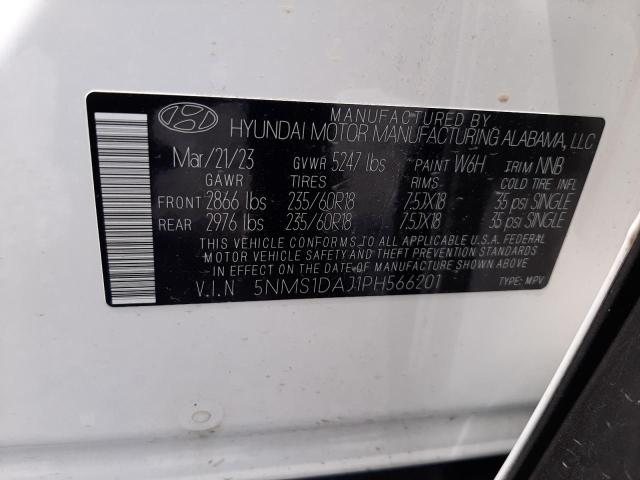 MANUFACTURED BY
HYUNDAI MOTOR MANUFACTURING ALABAMA, LLC
Mar/21/23 GVWR 5247 lbs PAINT W6H TRIM NNB
GAWR TIRES RIMS COLD TIRE INFL
FRONT 2866 lbs 235/60R18 7.5JX18 35 psi SINGLE
REAR 2976 lbs 235/60R18 7.5JX18 35 psi SINGLE
THIS VEHICLE CONFORMS TO ALL APPLICABLE U.S.A. FEDERAL
MOTOR VEHICLE SAFETY AND THEFT PREVENTION STANDARDS
IN EFFECT ON THE DATE OF MANUFACTURE SHOWN ABOVE.
V.I.N 5NMS1DAJ1PH566201 TYPE: MPV